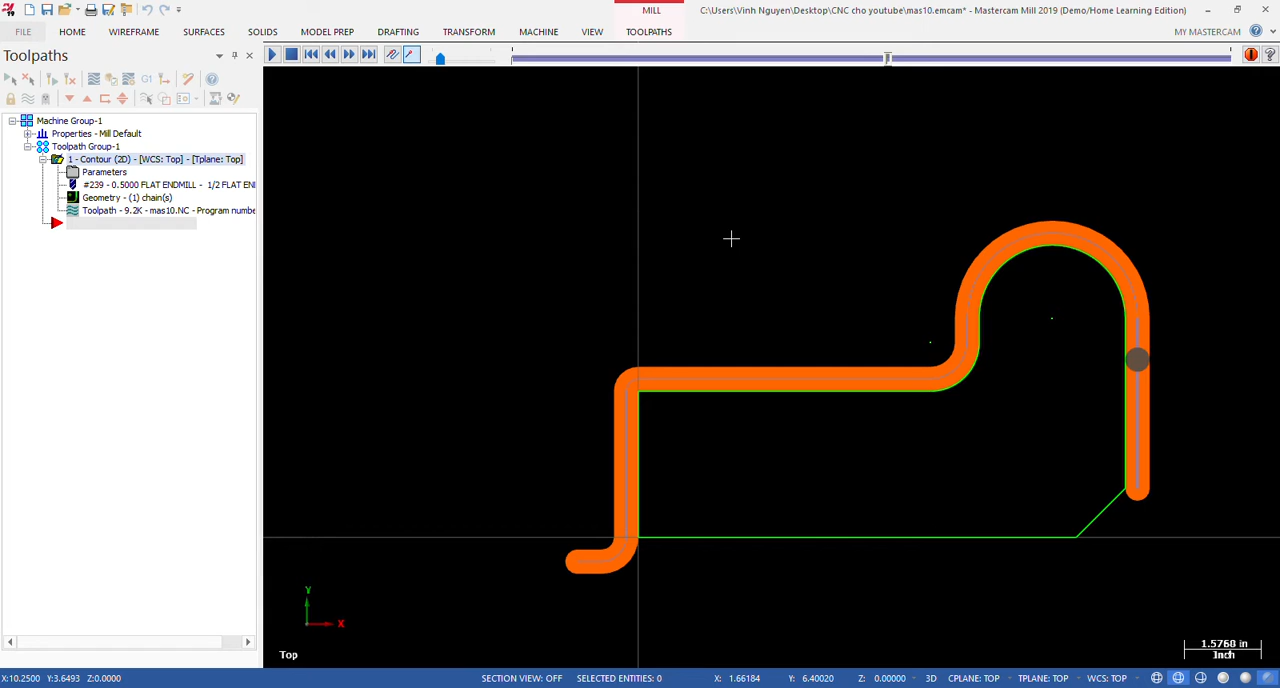 MILL
C:\Users\Vinh Nguyen\Desktop\CNC cho youtube\mas10.emcam* - Mastercam Mill 2019 (Demo/Home Learning Edition)
FILE HOME WIREFRAME SURFACES SOLIDS MODEL PREP DRAFTING TRANSFORM MACHINE VIEW TOOLPATHS MY MASTERCAM
Toolpaths
G1
Machine Group-1
Properties - Mill Default
Toolpath Group-1
1 - Contour (2D) - [WCS: Top] - [Tplane: Top]
Parameters
#239 - 0.5000 FLAT ENDMILL - 1/2 FLAT EN
Geometry - (1) chain(s)
Toolpath - 9.2K - mas10.NC - Program numbe
Y
X
Top
1.5760 in
Inch
X:10.2500 Y:3.6493 Z:0.0000 SECTION VIEW: OFF SELECTED ENTITIES: 0 X: 1.66184 Y: 6.40020 Z: 0.00000 3D CPLANE: TOP TPLANE: TOP WCS: TOP